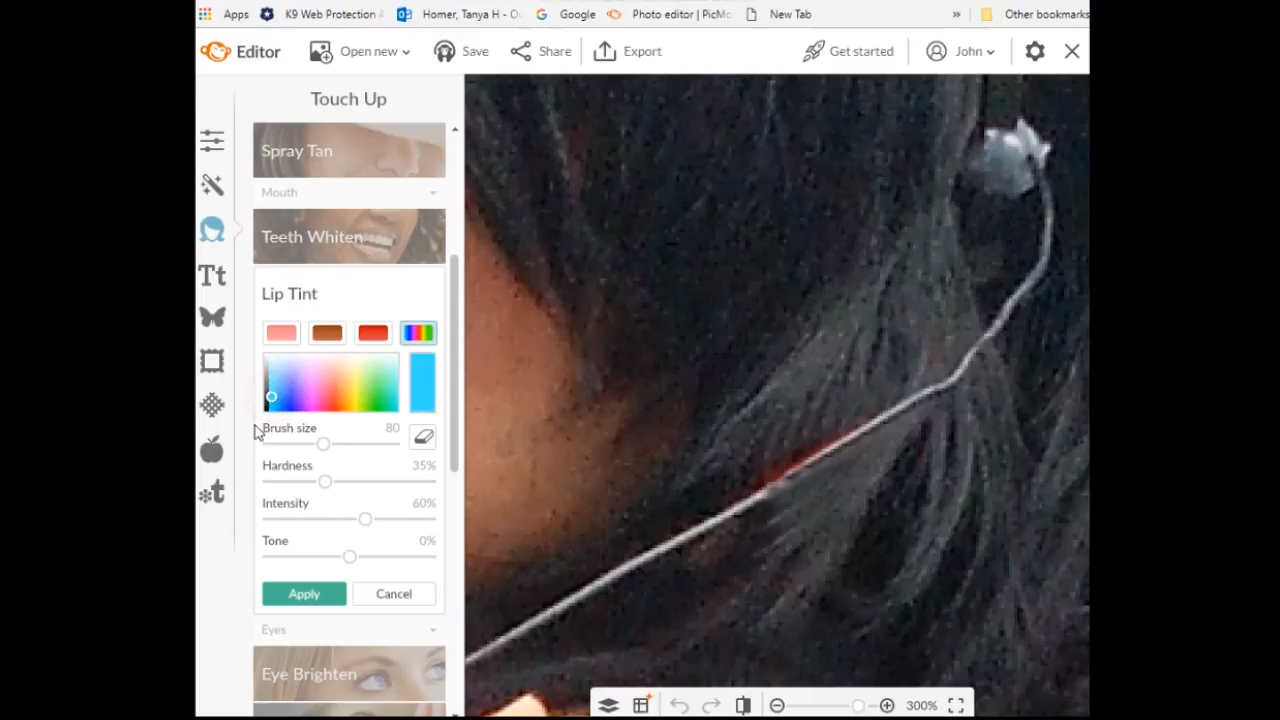 Apps K9 Web Protection Homer, Tanya H - O Google Photo editor | PicM New Tab » Other bookmarks
Editor Open new Save Share Export Get started John
Touch Up
Spray Tan
Mouth
Teeth Whiten
Lip Tint
Brush size 80
Hardness 35%
Intensity 60%
Tone 0%
Apply Cancel
Eyes
Eye Brighten
Tt
t
300%